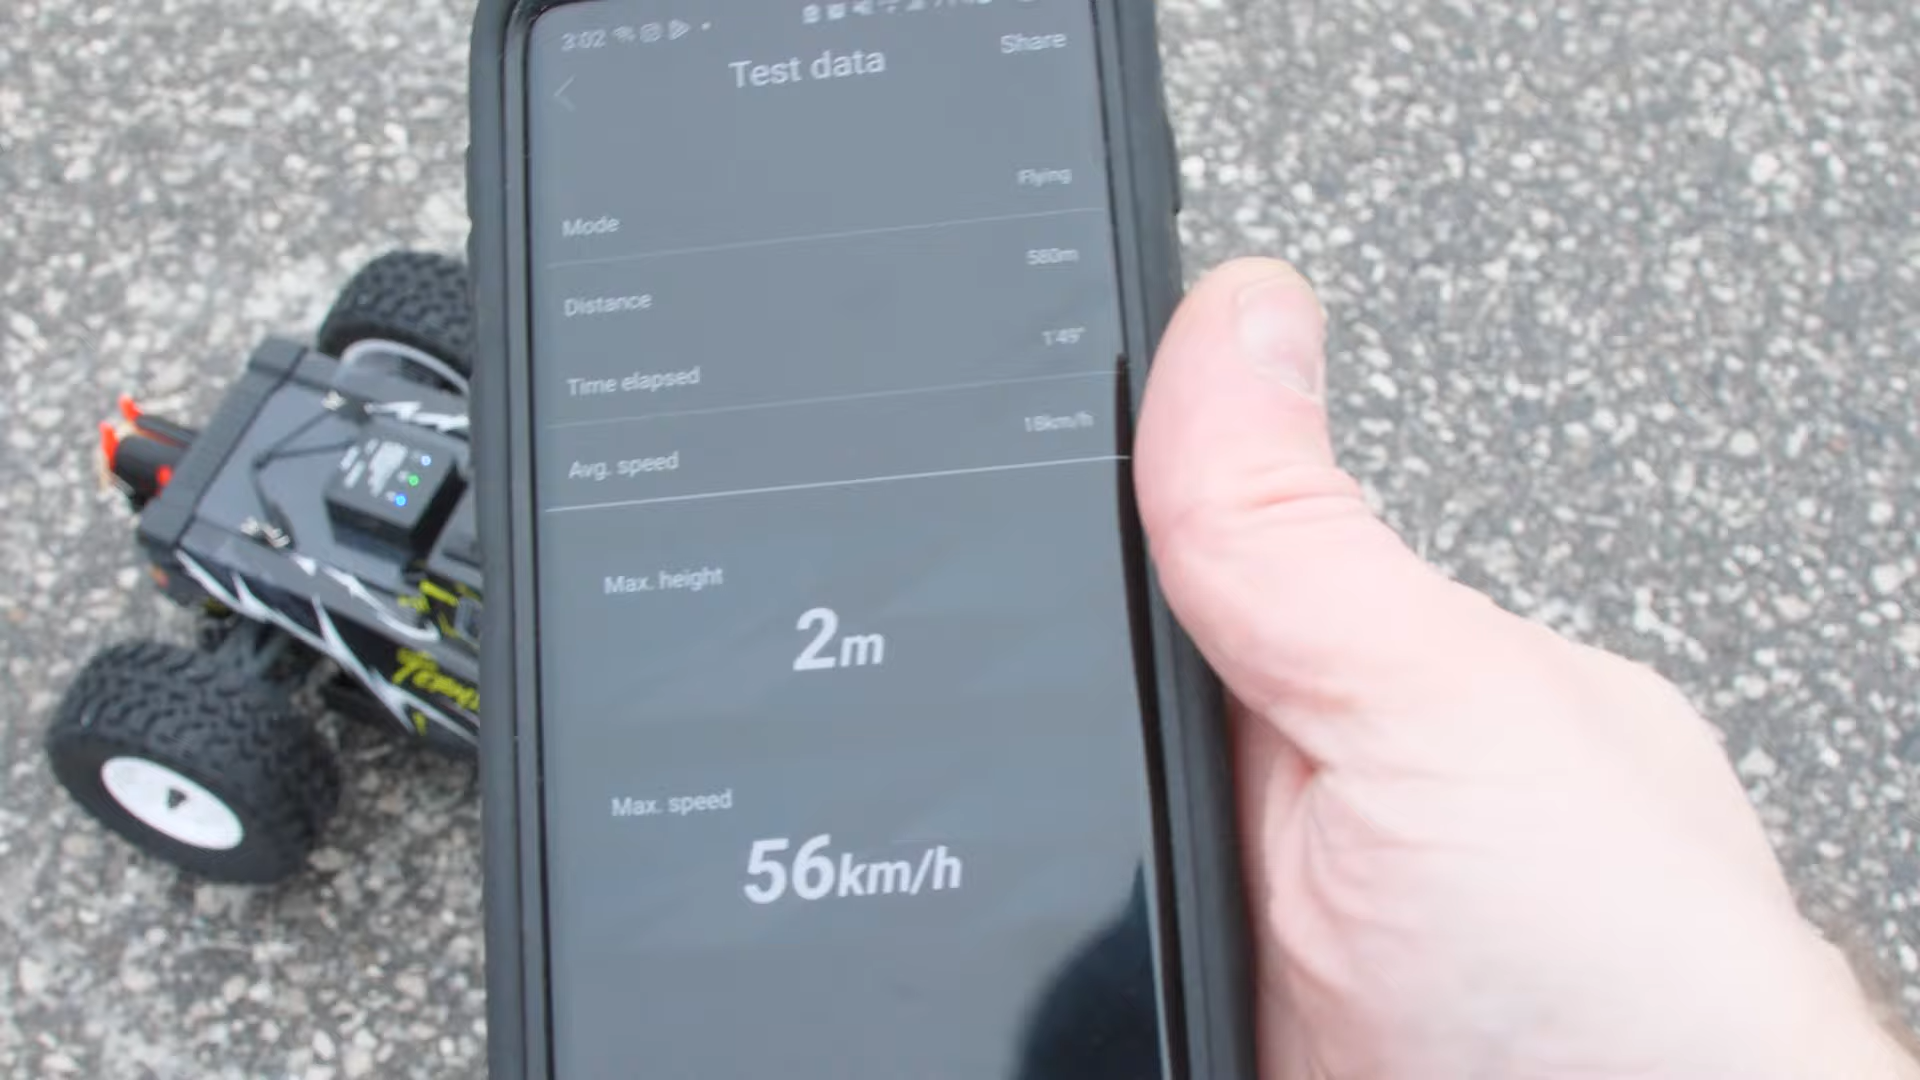 3:02
Share
Test data
Flying
Mode
580m
Distance
1'49"
Time elapsed
18km/h
Avg. speed
Max. height
2m
Max. speed
56km/h